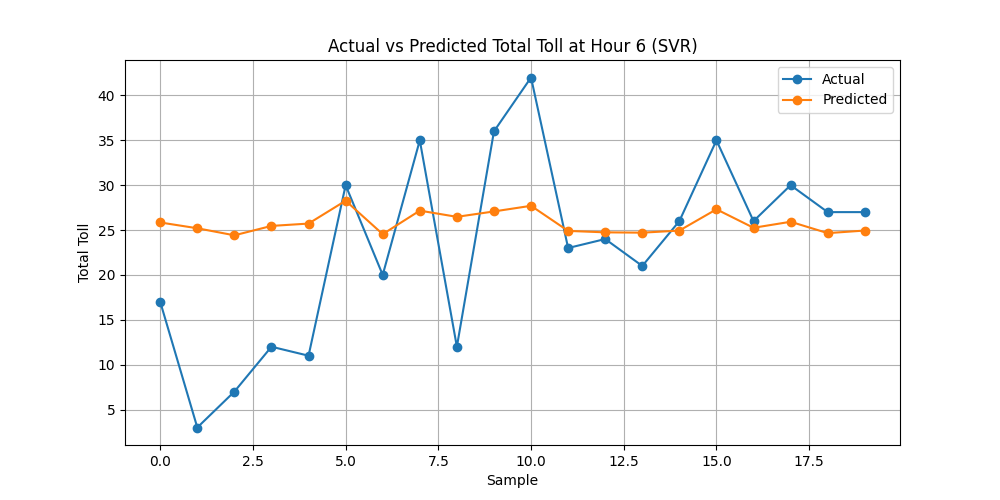 Actual vs Predicted Total Toll at Hour 6 (SVR)
Actual
Predicted
Total Toll
40
35
30
25
20
15
10
5
0.0 2.5 5.0 7.5 10.0 12.5 15.0 17.5
Sample